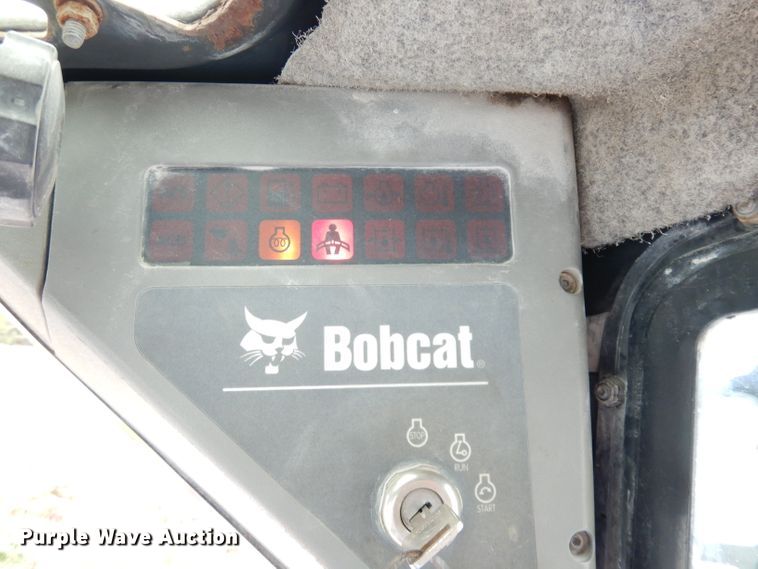 Bobcat®
STOP
RUN
START
Purple Wave Auction